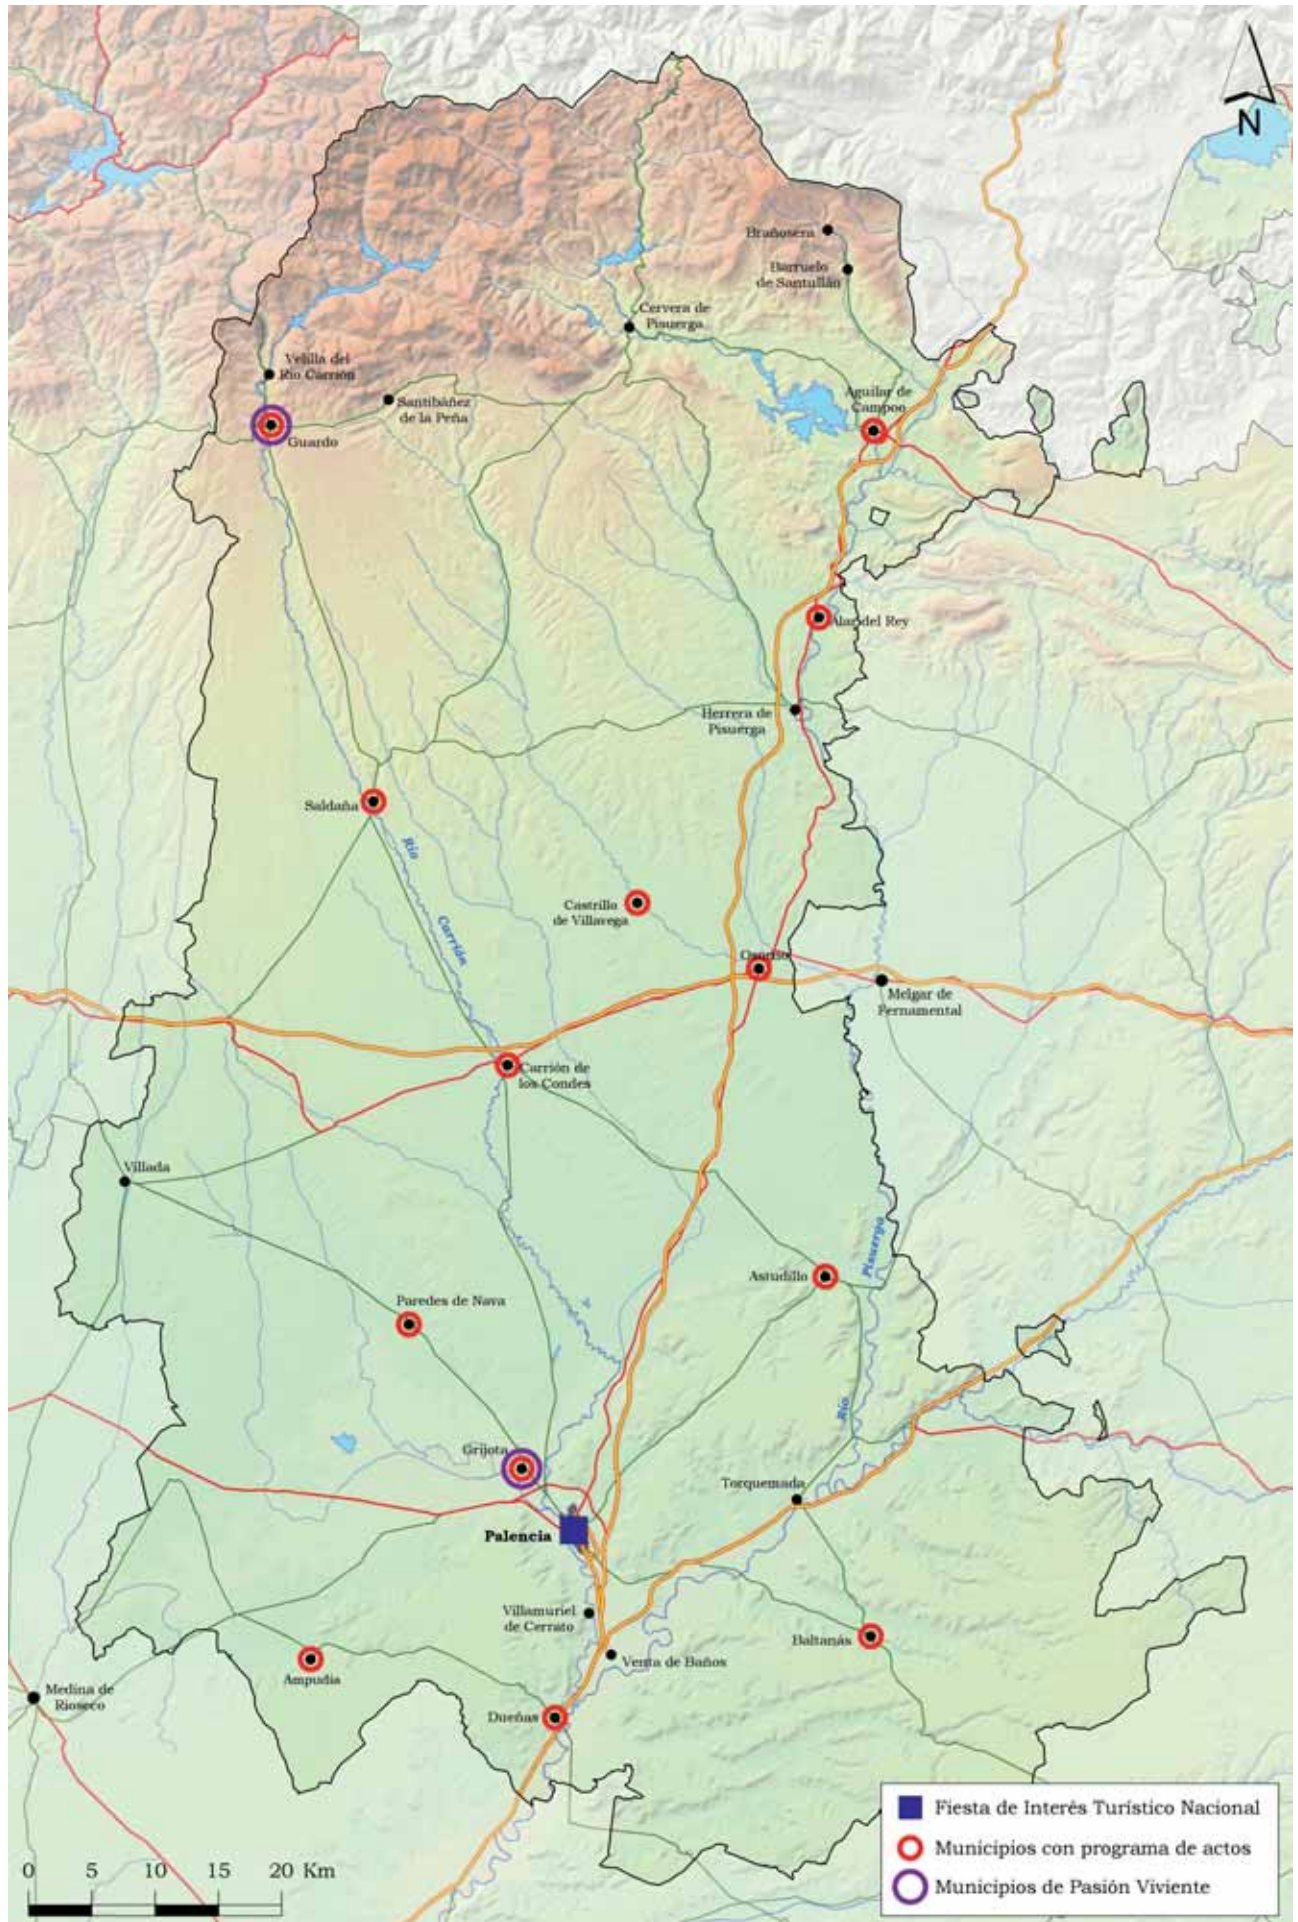 N
Brañosera
Barruelo
de Santullán
Cervera de
Pisuerga
Velilla del
Río Carrión
Santibáñez
de la Peña
Aguilar de
Campoo
Guardo
Alar del Rey
Herrera de
Pisuerga
Saldaña
Río
Carrión
Castrillo
de Villavega
Osorno
Melgar de
Fernamental
Carrión de
los Condes
Villada
Pisuerga
Astudillo
Paredes de Nava
Río
Grijota
Torquemada
Palencia
Villamuriel
de Cerrato
Baltanás
Venta de Baños
Ampudia
Medina de
Rioseco
Dueñas
Fiesta de Interés Turístico Nacional
Municipios con programa de actos
Municipios de Pasión Viviente
0 5 10 15 20 Km